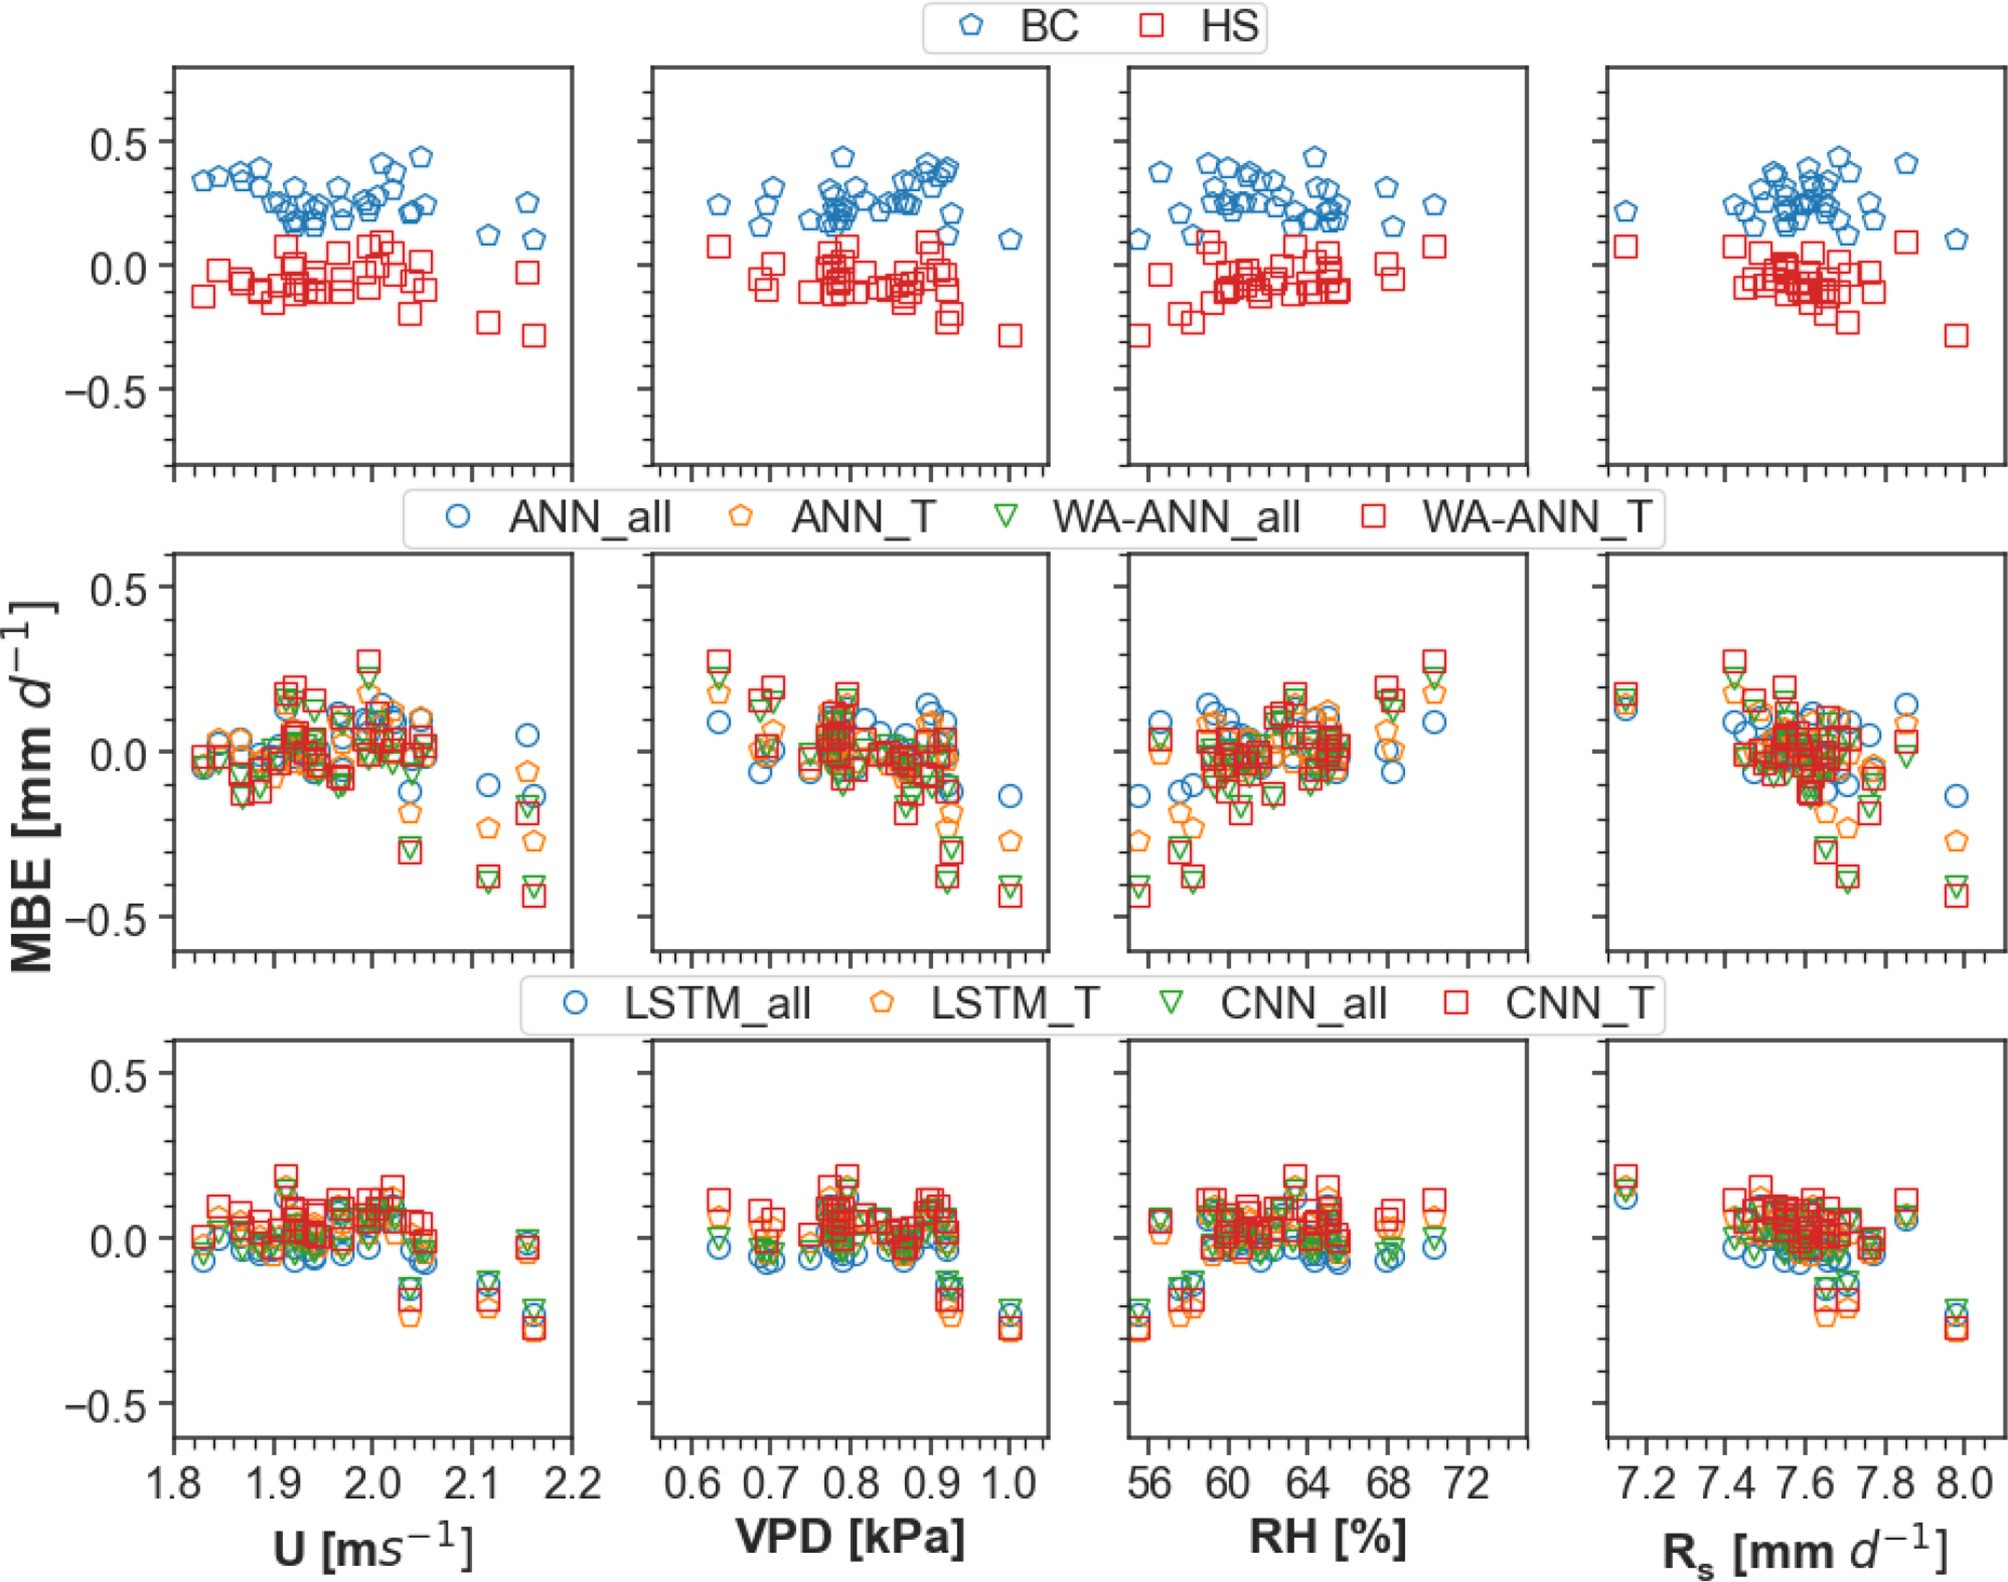 BC HS
0.5
0.0
−0.5
ANN_all ANN_T WA-ANN_all WA-ANN_T
MBE [mm d⁻¹]
0.5
0.0
−0.5
LSTM_all LSTM_T CNN_all CNN_T
0.5
0.0
−0.5
1.8 1.9 2.0 2.1 2.2 0.6 0.7 0.8 0.9 1.0 56 60 64 68 72 7.2 7.4 7.6 7.8 8.0
U [ms⁻¹] VPD [kPa] RH [%] Rₛ [mm d⁻¹]